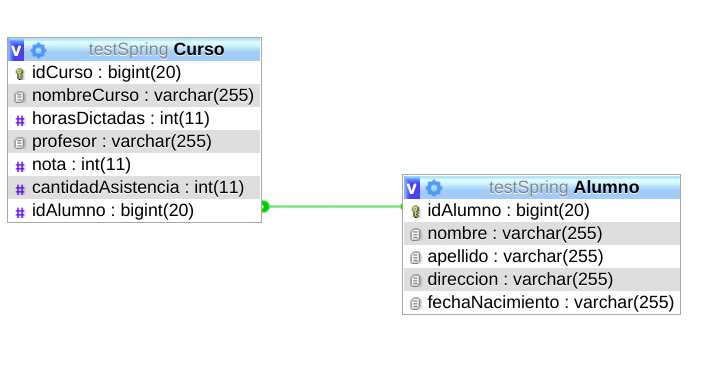 v testSpring Curso
idCurso : bigint(20)
nombreCurso : varchar(255)
# horasDictadas : int(11)
profesor : varchar(255)
# nota : int(11)
# cantidadAsistencia : int(11)
# idAlumno : bigint(20)
v testSpring Alumno
idAlumno : bigint(20)
nombre : varchar(255)
apellido : varchar(255)
direccion : varchar(255)
fechaNacimiento : varchar(255)